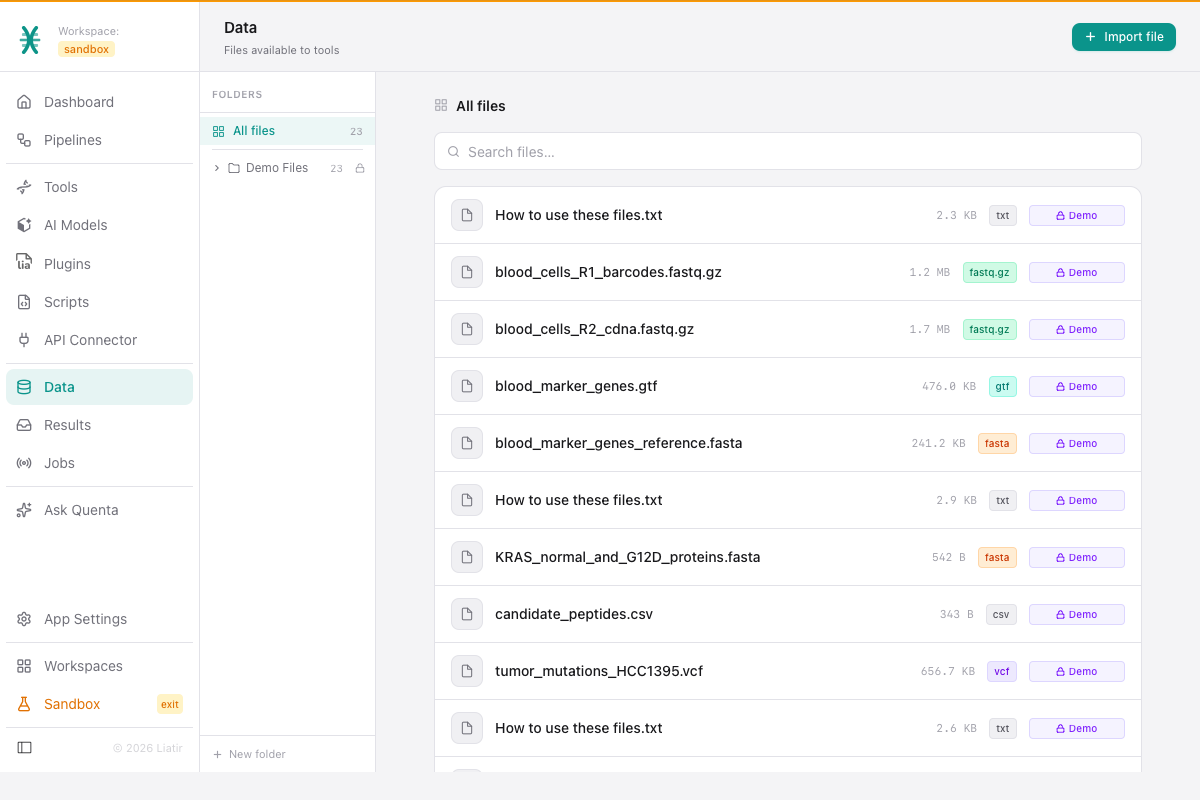 Workspace:
sandbox
Dashboard
Pipelines
Tools
AI Models
Plugins
Scripts
API Connector
Data
Results
Jobs
Ask Quenta
App Settings
Workspaces
Sandbox exit
© 2026 Liatir
Data
Files available to tools
Import file
FOLDERS
All files 23
Demo Files 23
New folder
All files
Search files...
How to use these files.txt 2.3 KB txt Demo
blood_cells_R1_barcodes.fastq.gz 1.2 MB fastq.gz Demo
blood_cells_R2_cdna.fastq.gz 1.7 MB fastq.gz Demo
blood_marker_genes.gtf 476.0 KB gtf Demo
blood_marker_genes_reference.fasta 241.2 KB fasta Demo
How to use these files.txt 2.9 KB txt Demo
KRAS_normal_and_G12D_proteins.fasta 542 B fasta Demo
candidate_peptides.csv 343 B csv Demo
tumor_mutations_HCC1395.vcf 656.7 KB vcf Demo
How to use these files.txt 2.6 KB txt Demo